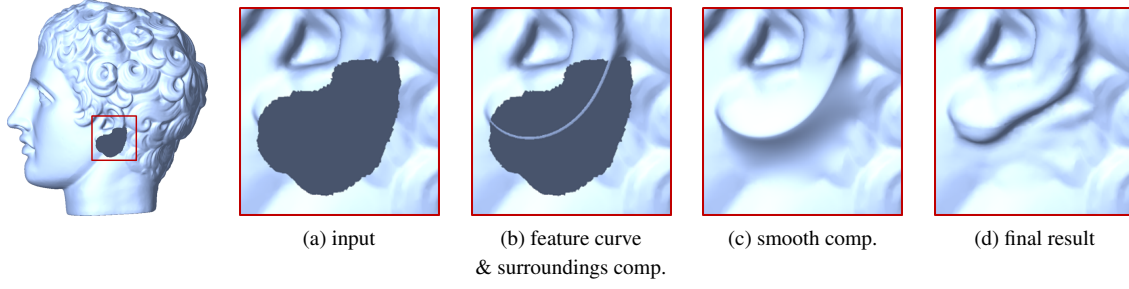 (a) input
(b) feature curve
& surroundings comp.
(c) smooth comp.
(d) final result